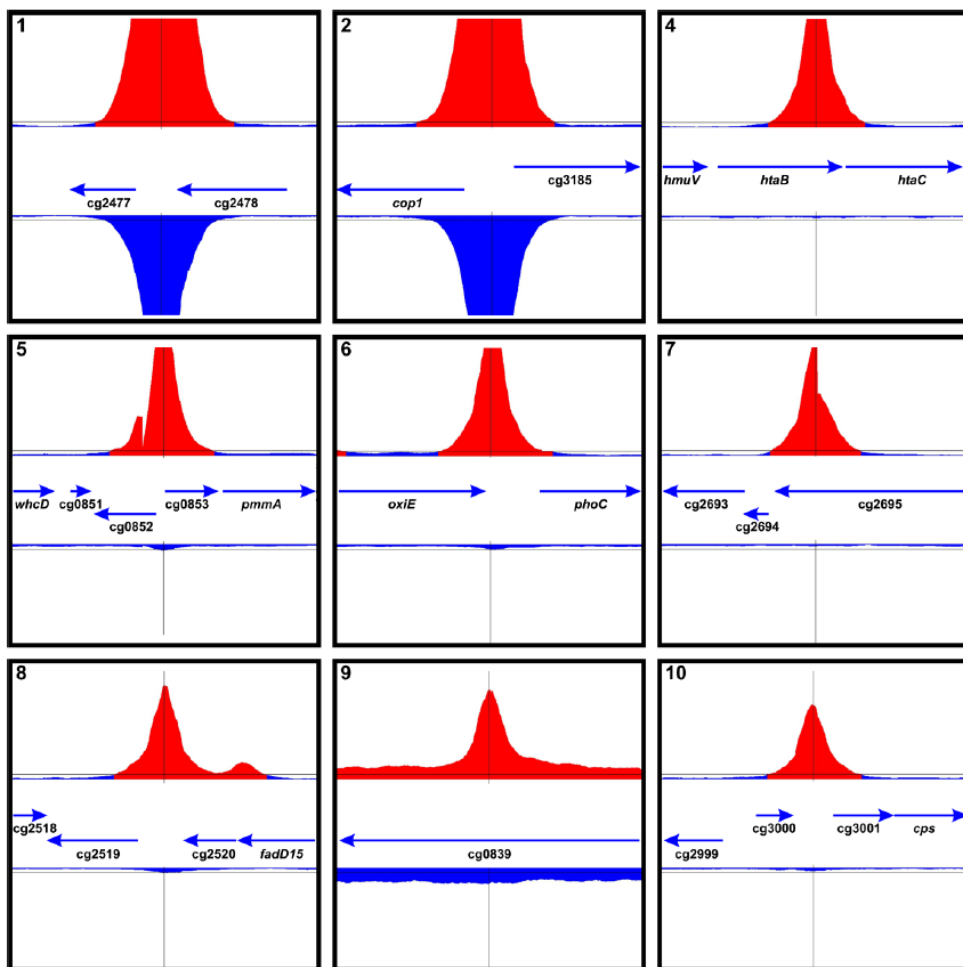 1
cg2477
cg2478
2
cg3185
cop1
4
hmuV
htaB
htaC
5
whcD
cg0851
cg0852
cg0853
pmmA
6
oxiE
phoC
7
cg2693
cg2694
cg2695
8
cg2518
cg2519
cg2520
fadD15
9
cg0839
10
cg2999
cg3000
cg3001
cps